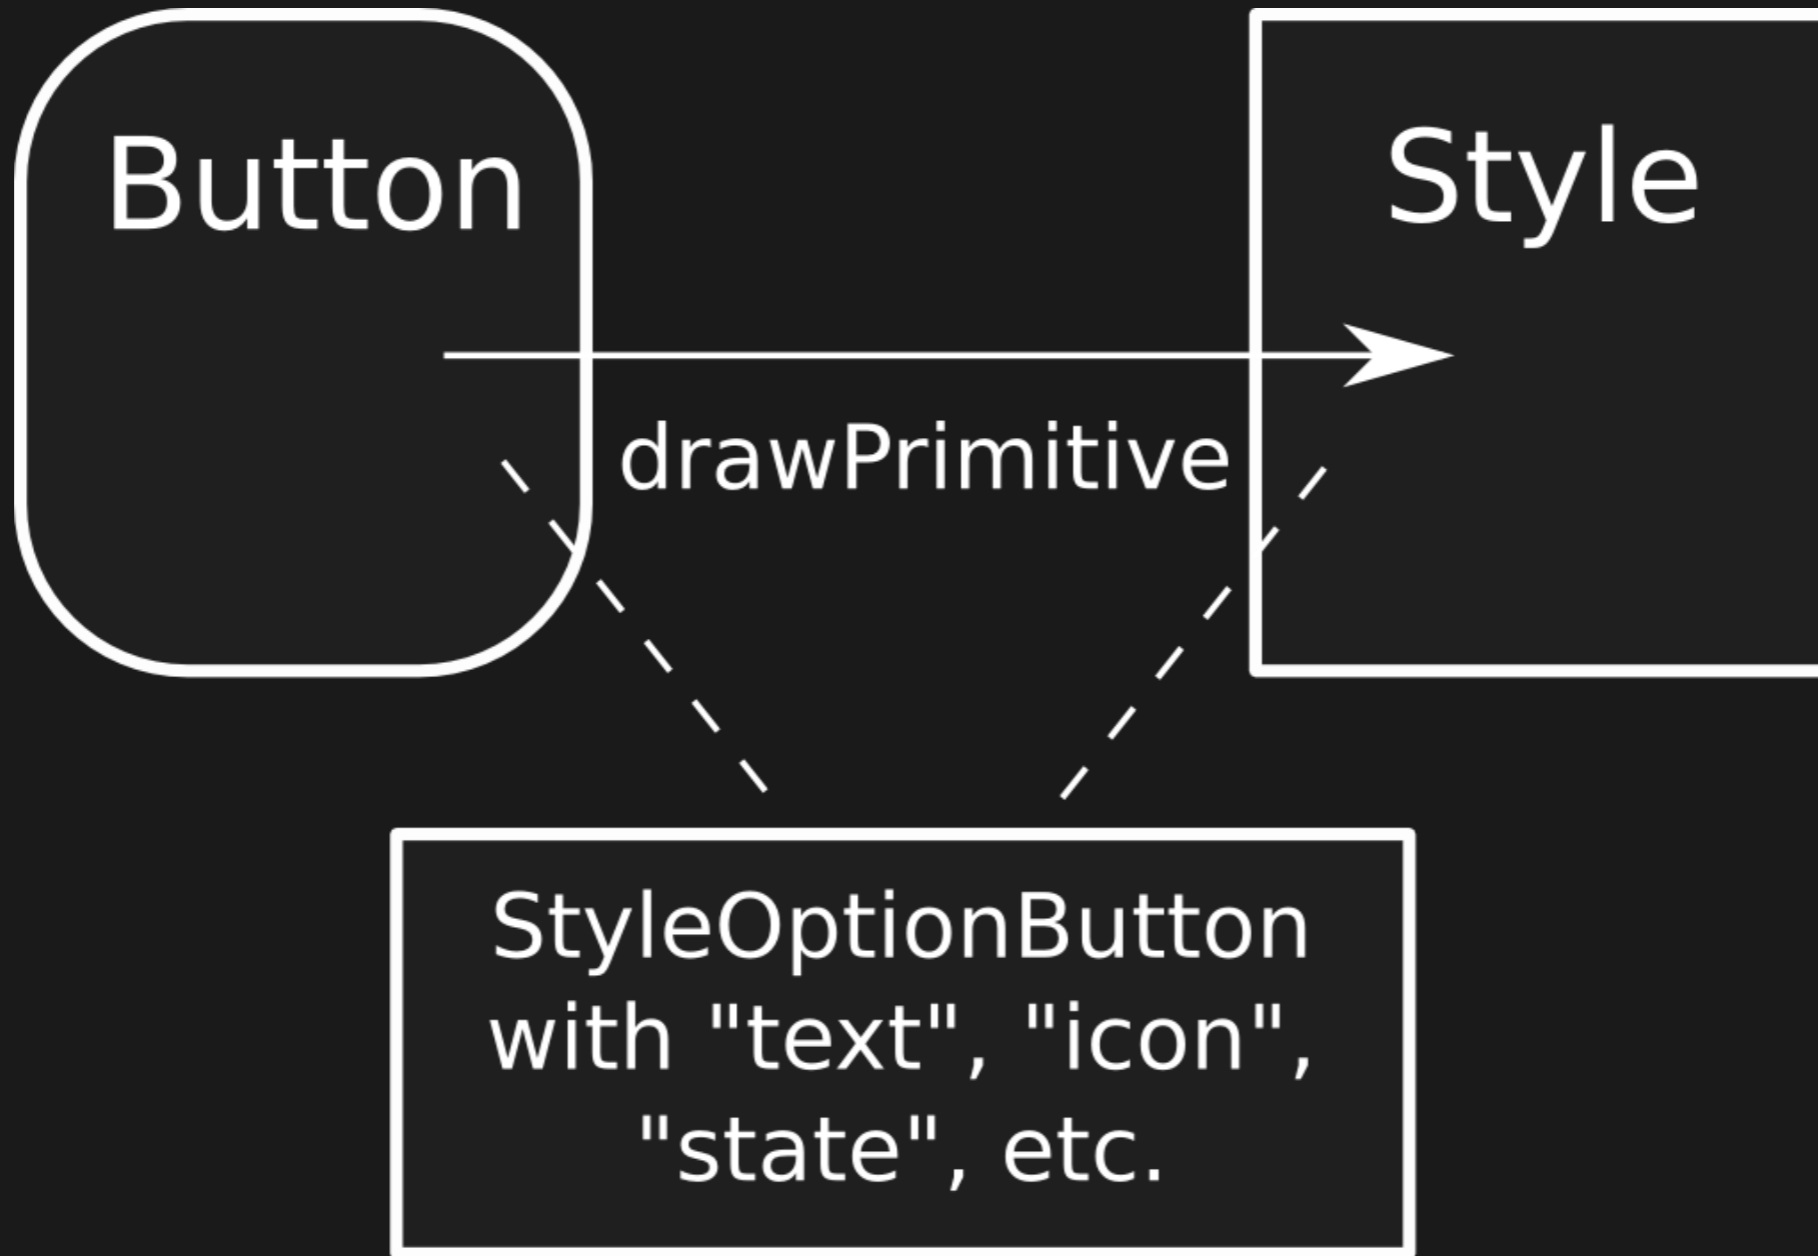 Button
Style
drawPrimitive
StyleOptionButton
with "text", "icon",
"state", etc.